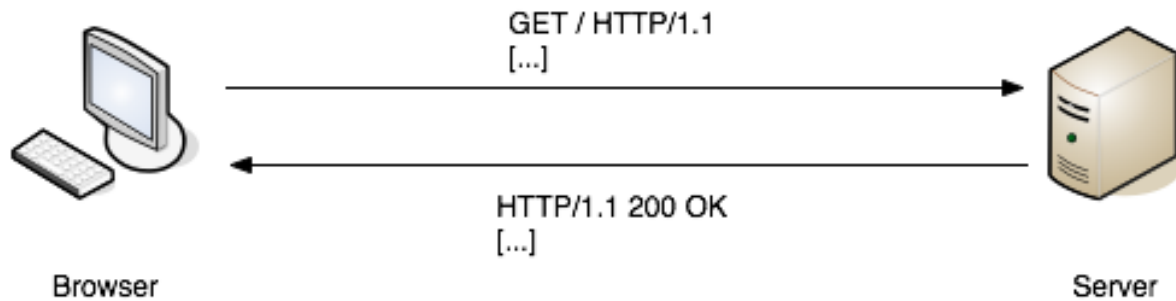 GET / HTTP/1.1
[...]
HTTP/1.1 200 OK
[...]
Browser
Server